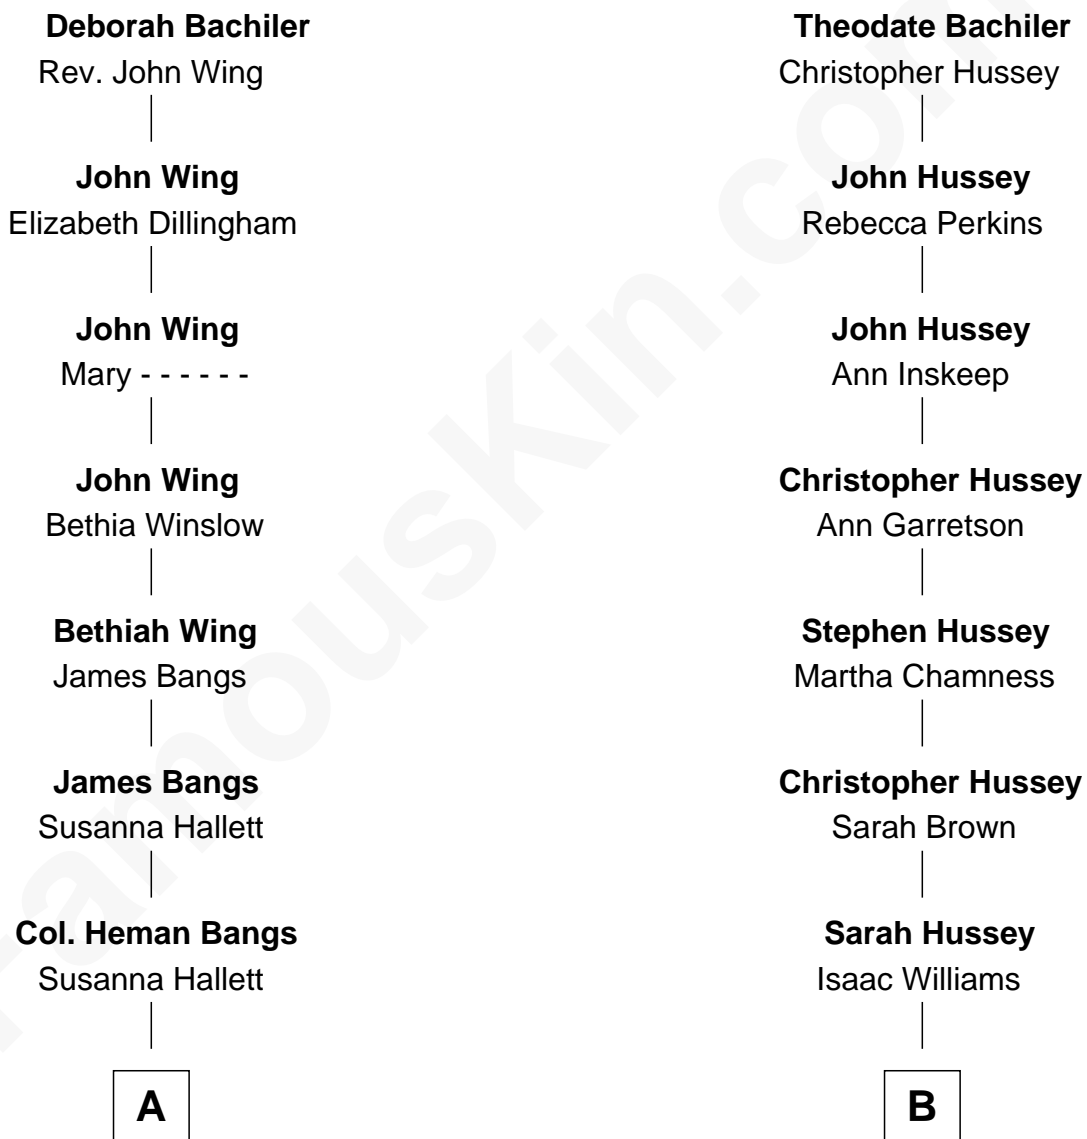 Deborah Bachiler
Rev. John Wing
John Wing
Elizabeth Dillingham
John Wing
Mary - - - - - -
John Wing
Bethia Winslow
Bethiah Wing
James Bangs
James Bangs
Susanna Hallett
Col. Heman Bangs
Susanna Hallett
A
Theodate Bachiler
Christopher Hussey
John Hussey
Rebecca Perkins
John Hussey
Ann Inskeep
Christopher Hussey
Ann Garretson
Stephen Hussey
Martha Chamness
Christopher Hussey
Sarah Brown
Sarah Hussey
Isaac Williams
B
FamousKin.com